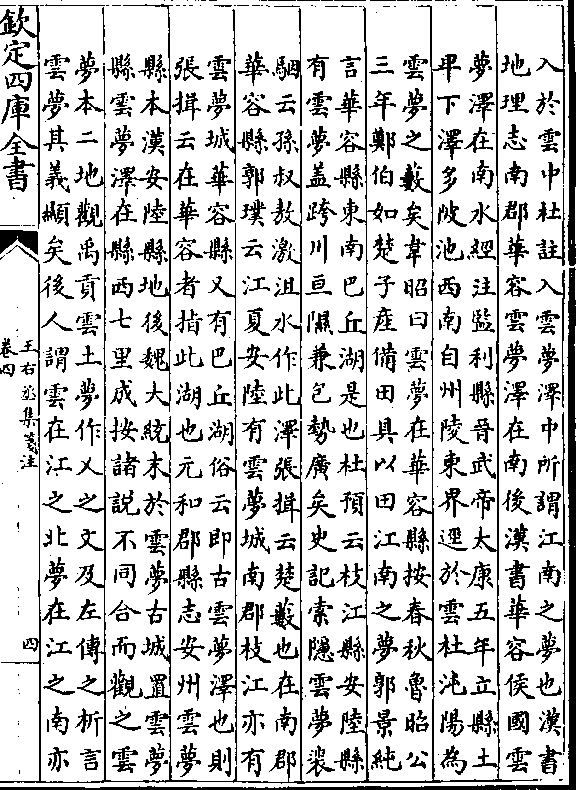 入於雲中杜註入雲夢澤中所謂江南之夢也漢書
地理志南郡華容雲夢澤在南後漢書華容侯國雲
夢澤在南水經注監利縣晉武帝太康五年立縣土
卑下澤多陂池西南自州陵東界逕於雲杜沌陽為
雲夢之藪矣韋昭曰雲夢在華容縣按春秋魯昭公
三年鄭伯如楚子產備田具以田江南之夢郭景純
言華容縣東南巴丘湖是也杜預云枝江縣安陸縣
有雲夢盖跨川亘隰兼包勢廣矣史記索隱雲夢裴
駰云孫叔敖激沮水作此澤張揖云楚藪也在南郡
華容縣郭璞云江夏安陸有雲夢城南郡枝江亦有
雲夢城華容縣又有巴丘湖俗云即古雲夢澤也則
張揖云在華容者指此湖也元和郡縣志安州雲夢
縣本漢安陸縣地後魏大統末於雲夢古城置雲夢
縣雲夢澤在縣西七里成按諸說不同合而觀之雲
夢本二地觀禹貢雲土夢作乂之文及左傳之析言
雲夢其義顯矣後人謂雲在江之北夢在江之南亦
欽定四庫全書
王右丞集箋注
卷四
四